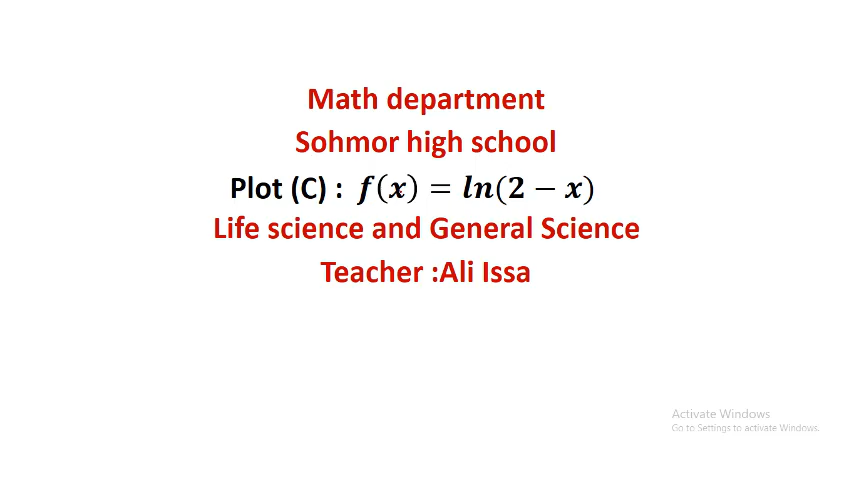 Math department
Sohmor high school
Plot (C) : f(x) = ln(2 − x)
Life science and General Science
Teacher :Ali Issa
Activate Windows
Go to Settings to activate Windows.